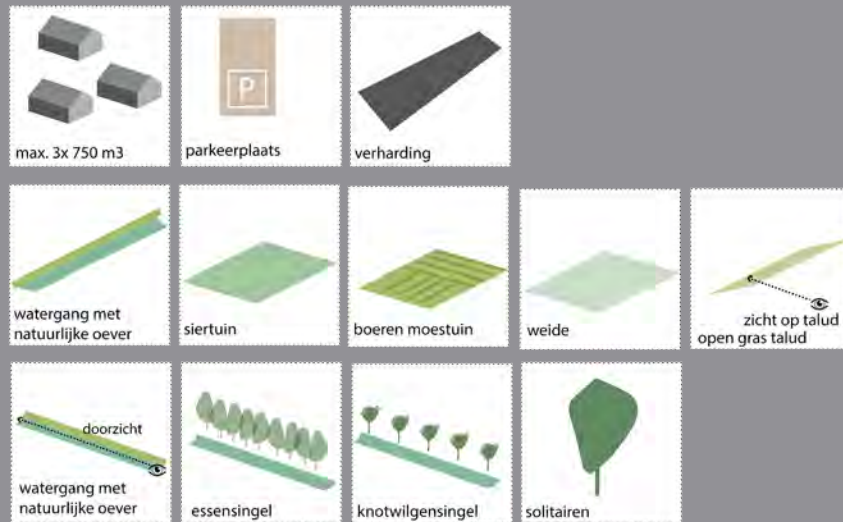 max. 3x 750 m3
P
parkeerplaats
verharding
watergang met
natuurlijke oever
siertuin
boeren moestuin
weide
zicht op talud
open gras talud
doorzicht
watergang met
natuurlijke oever
essensingel
knotwilgensingel
solitairen